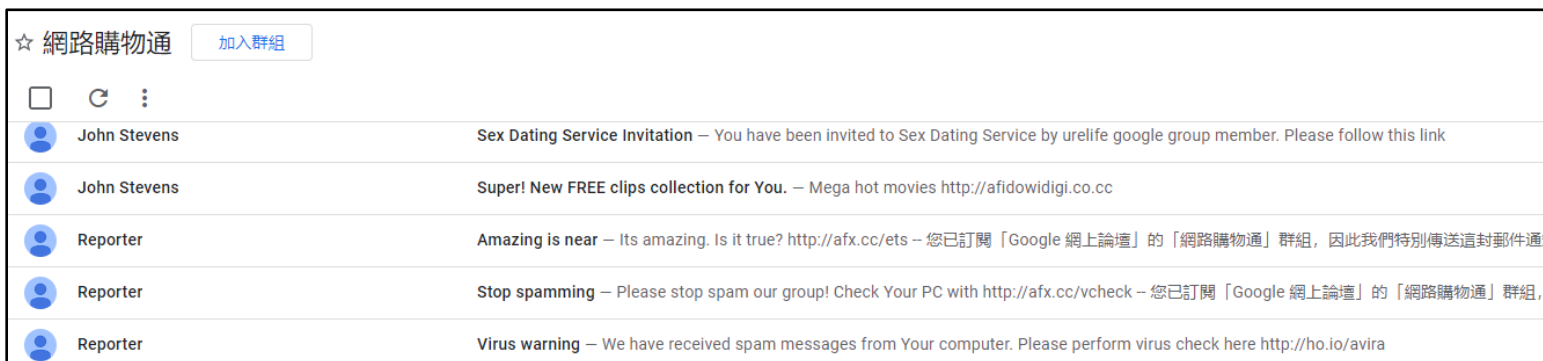 網路購物通 加入群組
John Stevens Sex Dating Service Invitation – You have been invited to Sex Dating Service by urelife google group member. Please follow this link
John Stevens Super! New FREE clips collection for You. – Mega hot movies http://afidowidigi.co.cc
Reporter Amazing is near – Its amazing. Is it true? http://afx.cc/ets -- 您已訂閱「Google 網上論壇」的「網路購物通」群組，因此我們特別傳送這封郵件通
Reporter Stop spamming – Please stop spam our group! Check Your PC with http://afx.cc/vcheck -- 您已訂閱「Google 網上論壇」的「網路購物通」群組，
Reporter Virus warning – We have received spam messages from Your computer. Please perform virus check here http://ho.io/avira